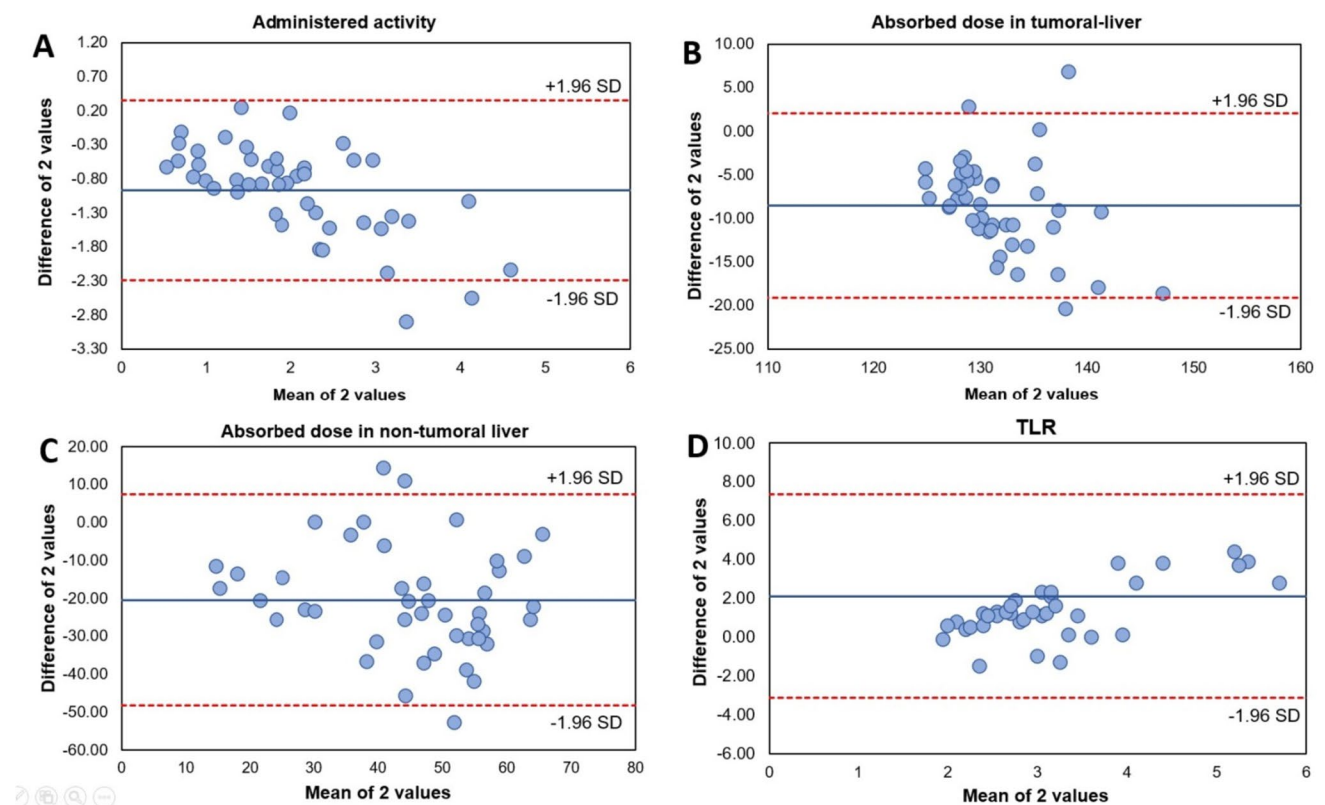 A
Administered activity
Difference of 2 values
1.20
0.70
0.20
-0.30
-0.80
-1.30
-1.80
-2.30
-2.80
-3.30
+1.96 SD
-1.96 SD
0 1 2 3 4 5 6
Mean of 2 values
B
Absorbed dose in tumoral-liver
Difference of 2 values
10.00
5.00
0.00
-5.00
-10.00
-15.00
-20.00
-25.00
+1.96 SD
-1.96 SD
110 120 130 140 150 160
Mean of 2 values
C
Absorbed dose in non-tumoral liver
Difference of 2 values
20.00
10.00
0.00
-10.00
-20.00
-30.00
-40.00
-50.00
-60.00
+1.96 SD
-1.96 SD
0 10 20 30 40 50 60 70 80
Mean of 2 values
D
TLR
Difference of 2 values
10.00
8.00
6.00
4.00
2.00
0.00
-2.00
-4.00
-6.00
+1.96 SD
-1.96 SD
0 1 2 3 4 5 6
Mean of 2 values